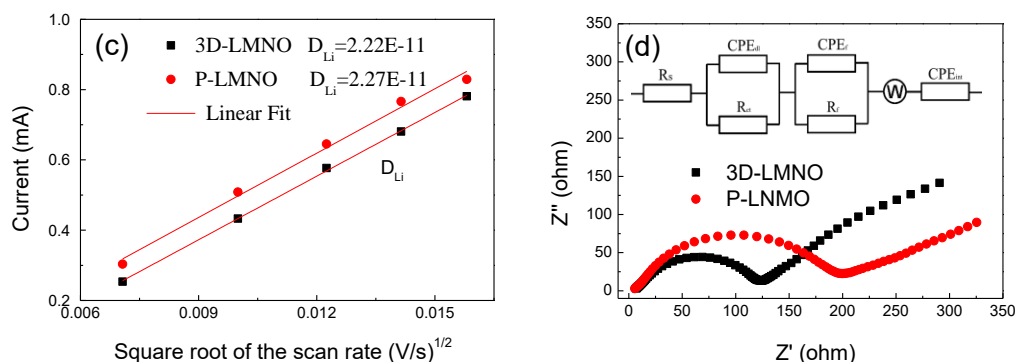 (c)
3D-LMNO D_Li=2.22E-11
P-LMNO D_Li=2.27E-11
Linear Fit
D_Li
1.0
0.8
0.6
0.4
0.2
0.006 0.009 0.012 0.015
Current (mA)
Square root of the scan rate (V/s)^1/2
(d)
R_S
CPE_dl
R_ct
CPE_f
R_f
W
CPE_int
3D-LMNO
P-LNMO
350
300
250
200
150
100
50
0
0 50 100 150 200 250 300 350
Z'' (ohm)
Z' (ohm)